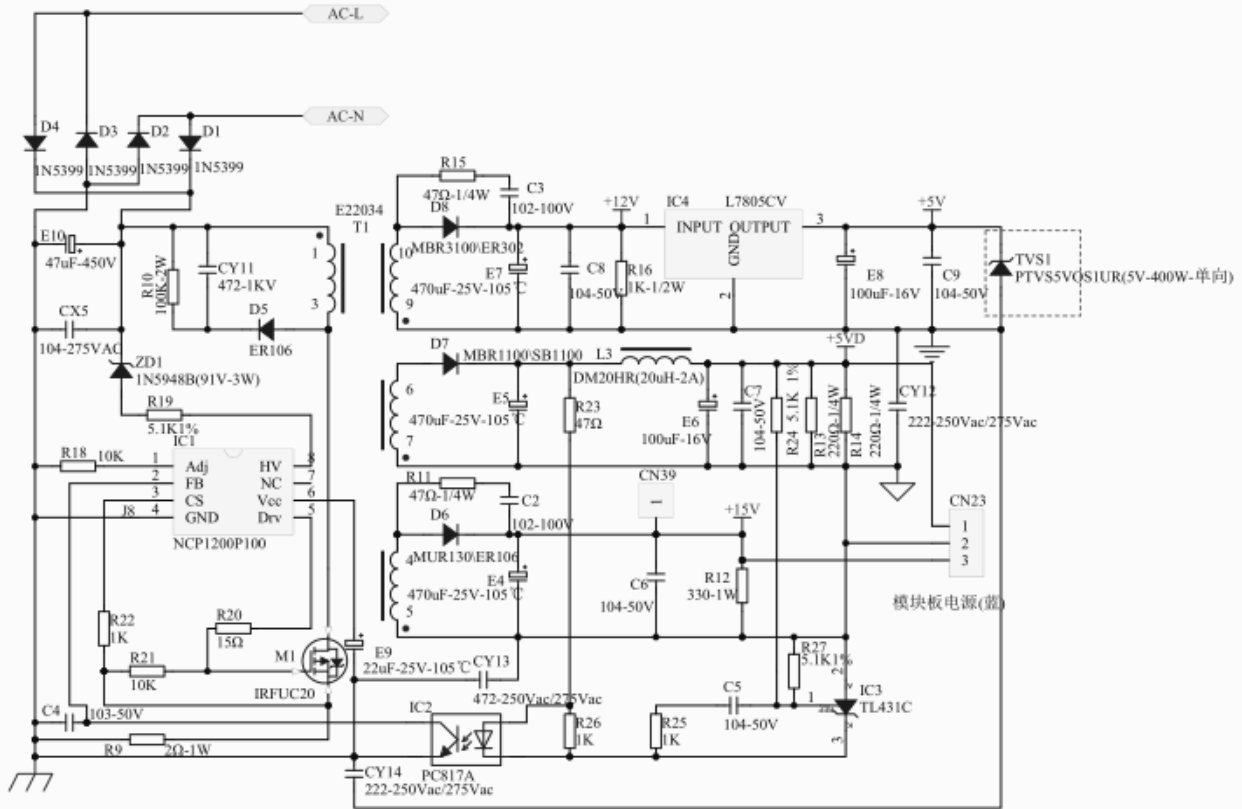 AC-L
AC-N
D4
D3
D2
D1
1N5399
1N5399
1N5399
1N5399
R15
47Ω-1/4W
C3
102-100V
D8
MBR3100\ER302
E22034
T1
1
3
10
9
+12V
IC4
L7805CV
1
INPUT OUTPUT
GND
2
3
+5V
E10
47uF-450V
R10
100K-2W
CY11
472-1KV
D5
ER106
E7
470uF-25V-105℃
C8
104-50V
R16
1K-1/2W
E8
100uF-16V
C9
104-50V
TVS1
PTVS5VOS1UR(5V-400W-单向)
CX5
104-275VAC
ZD1
1N5948B(91V-3W)
R19
5.1K1%
D7
MBR1100\SB1100
L3
DM20HR(20uH-2A)
+5VD
6
7
E5
470uF-25V-105℃
R23
47Ω
E6
100uF-16V
C7
104-50V
R24 5.1K 1%
R13
220Ω-1/4W
R14
220Ω-1/4W
CY12
222-250Vac/275Vac
IC1
R18
10K
1
2
3
4
Adj
FB
CS
GND
HV
NC
Vcc
Drv
8
7
6
5
J8
NCP1200P100
R11
47Ω-1/4W
C2
102-100V
D6
MUR130\ER106
4
5
E4
470uF-25V-105℃
CN39
1
+15V
C6
104-50V
R12
330-1W
CN23
1
2
3
模块板电源(蓝)
R22
1K
R20
15Ω
R21
10K
M1
IRFUC20
E9
22uF-25V-105℃
CY13
472-250Vac/275Vac
R27
5.1K1%
2
1
3
IC3
TL431C
C5
104-50V
C4
103-50V
R9
2Ω-1W
IC2
PC817A
R26
1K
R25
1K
CY14
222-250Vac/275Vac